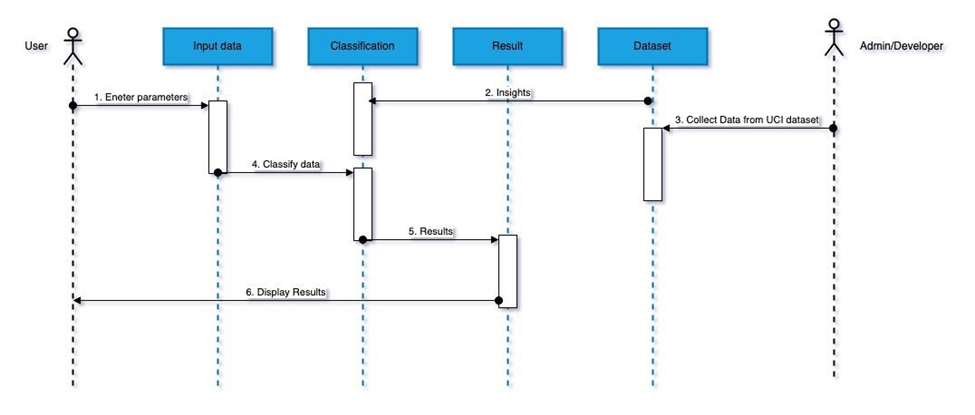 User
Input data
Classification
Result
Dataset
Admin/Developer
1. Eneter parameters
2. Insights
3. Collect Data from UCI dataset
4. Classify data
5. Results
6. Display Results